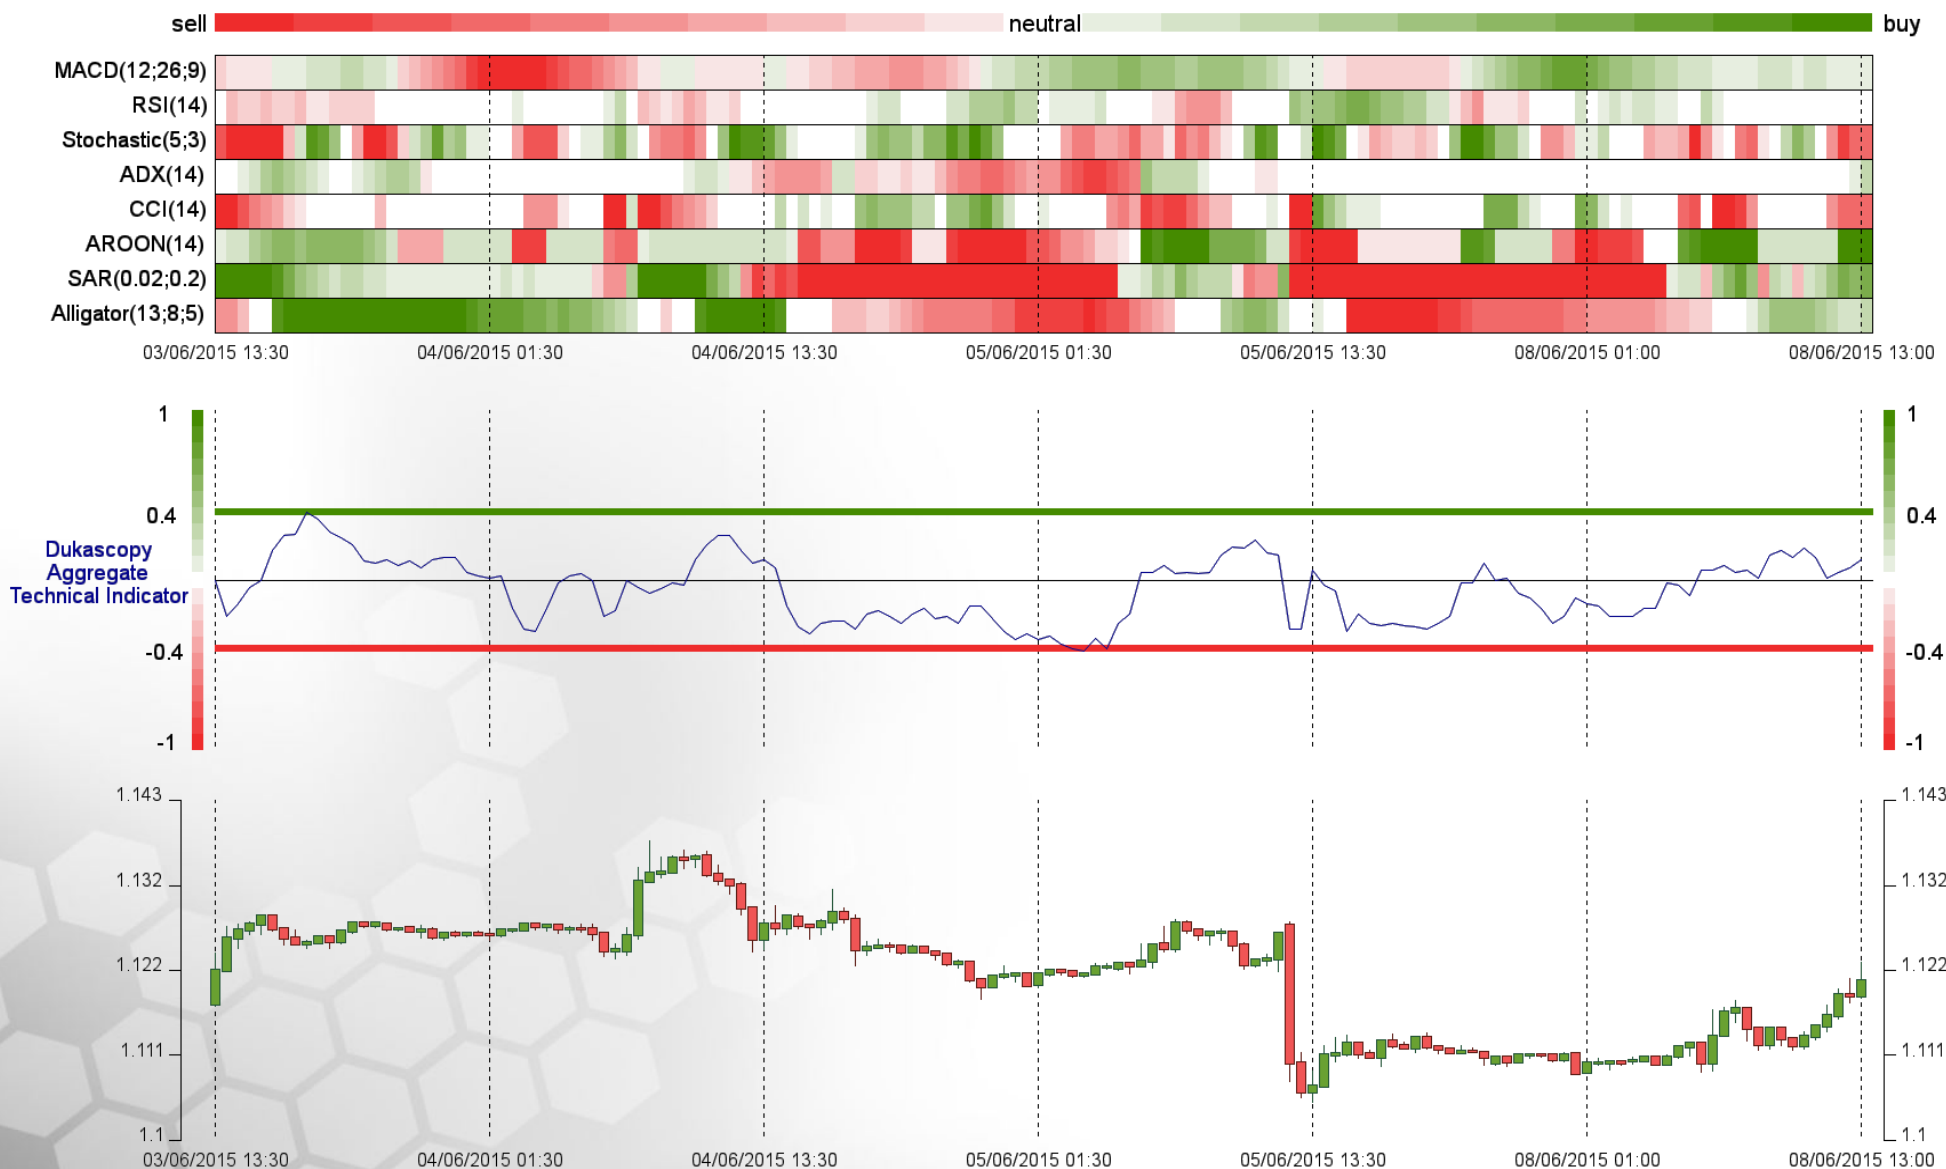 sell neutral buy
MACD(12;26;9)
RSI(14)
Stochastic(5;3)
ADX(14)
CCI(14)
AROON(14)
SAR(0.02;0.2)
Alligator(13;8;5)
03/06/2015 13:30 04/06/2015 01:30 04/06/2015 13:30 05/06/2015 01:30 05/06/2015 13:30 08/06/2015 01:00 08/06/2015 13:00
1 1
0.4 0.4
Dukascopy
Aggregate
Technical Indicator
-0.4 -0.4
-1 -1
1.143 1.143
1.132 1.132
1.122 1.122
1.111 1.111
1.1 1.1
03/06/2015 13:30 04/06/2015 01:30 04/06/2015 13:30 05/06/2015 01:30 05/06/2015 13:30 08/06/2015 01:00 08/06/2015 13:00